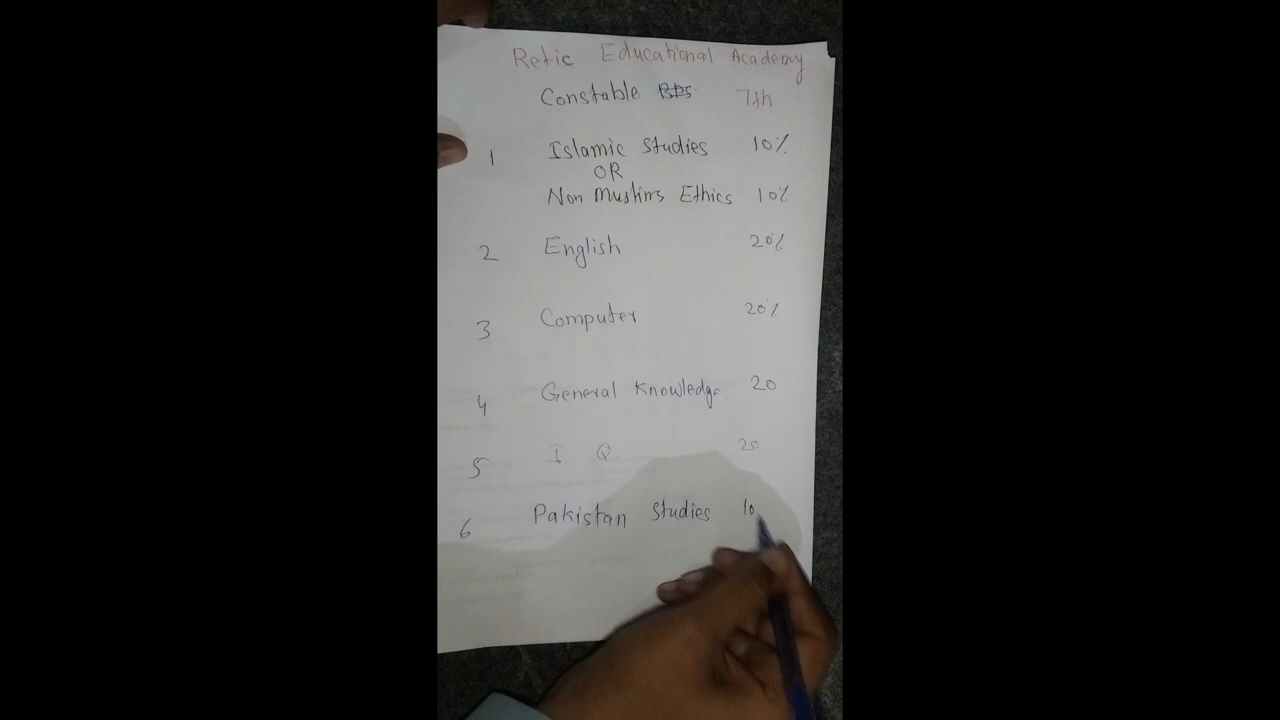 Retic Educational Academy
Constable BPS 7th
1 Islamic Studies 10%
OR
Non Muslims Ethics 10%
2 English 20%
3 Computer 20%
4 General Knowledge 20
5 I Q. 20
6 Pakistan Studies 10